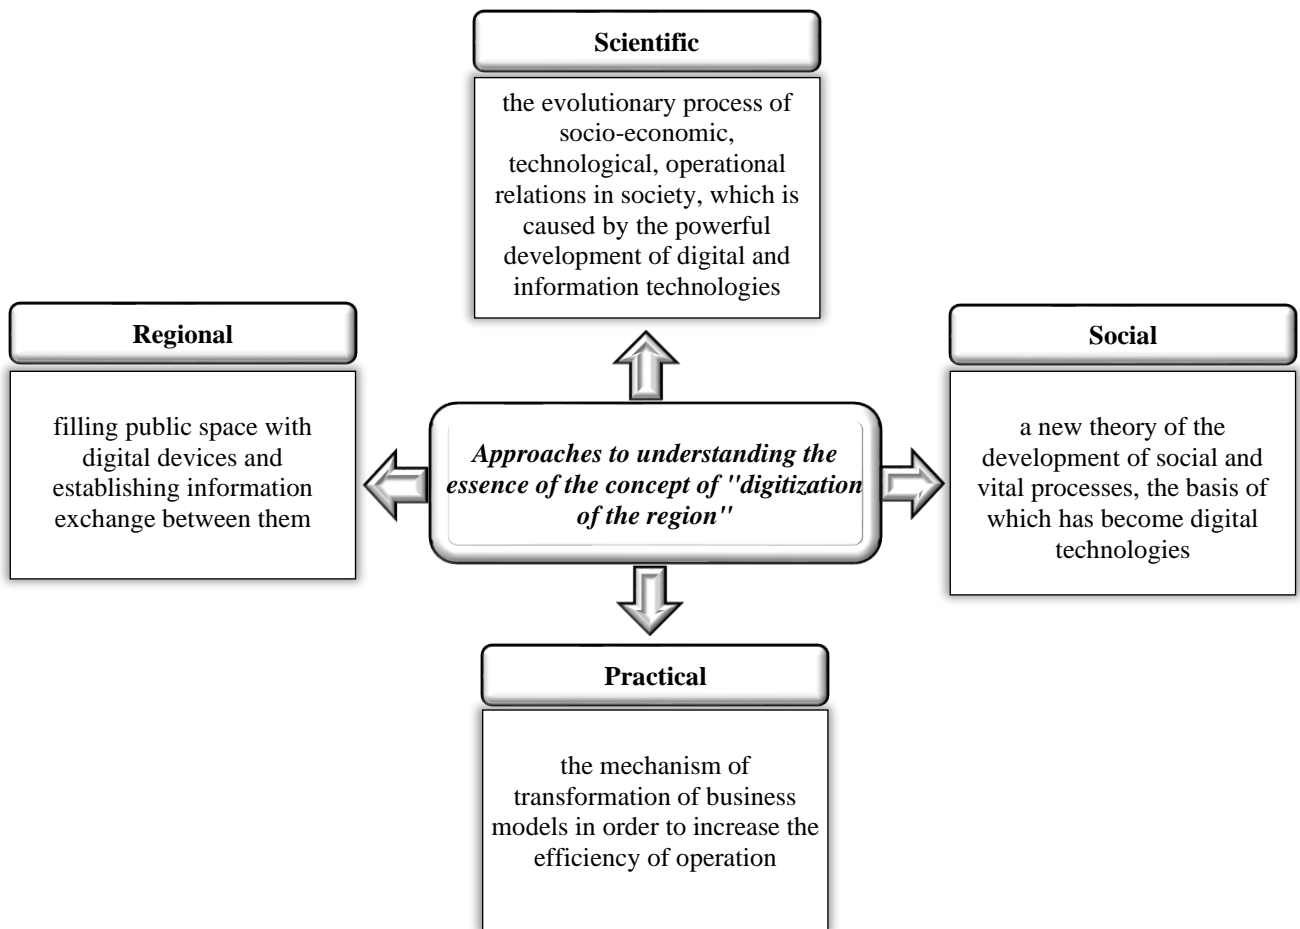 Scientific
the evolutionary process of
socio-economic,
technological, operational
relations in society, which is
caused by the powerful
development of digital and
information technologies
Regional
filling public space with
digital devices and
establishing information
exchange between them
Approaches to understanding the
essence of the concept of "digitization
of the region"
Social
a new theory of the
development of social and
vital processes, the basis of
which has become digital
technologies
Practical
the mechanism of
transformation of business
models in order to increase the
efficiency of operation